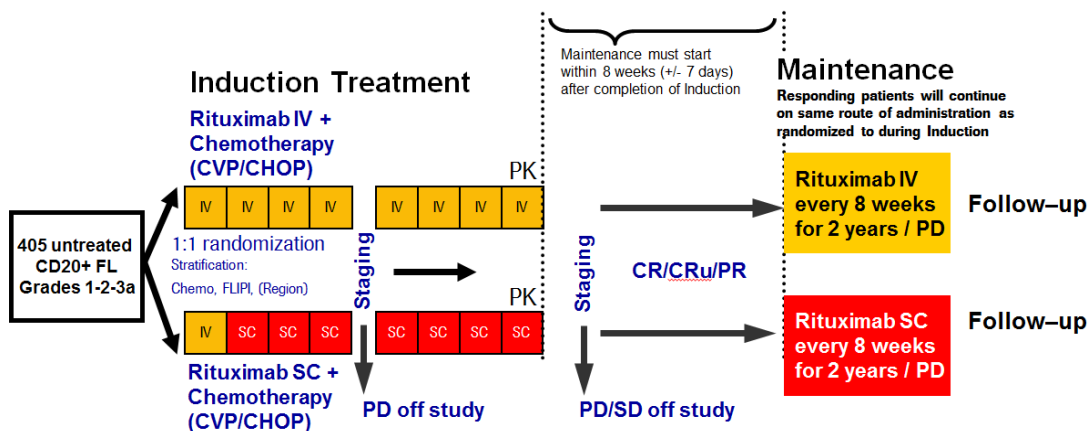 Maintenance must start
within 8 weeks (+/- 7 days)
after completion of Induction
Induction Treatment
Maintenance
Responding patients will continue
on same route of administration as
randomized to during Induction
Rituximab IV +
Chemotherapy
(CVP/CHOP)
PK
IV IV IV IV IV IV IV IV
Rituximab IV
every 8 weeks
for 2 years / PD
Follow–up
405 untreated
CD20+ FL
Grades 1-2-3a
1:1 randomization
Stratification:
Chemo, FLIPI, (Region)
Staging
Staging
CR/CRu/PR
PK
IV SC SC SC SC SC SC SC
Rituximab SC
every 8 weeks
for 2 years / PD
Follow–up
Rituximab SC +
Chemotherapy
(CVP/CHOP)
PD off study
PD/SD off study